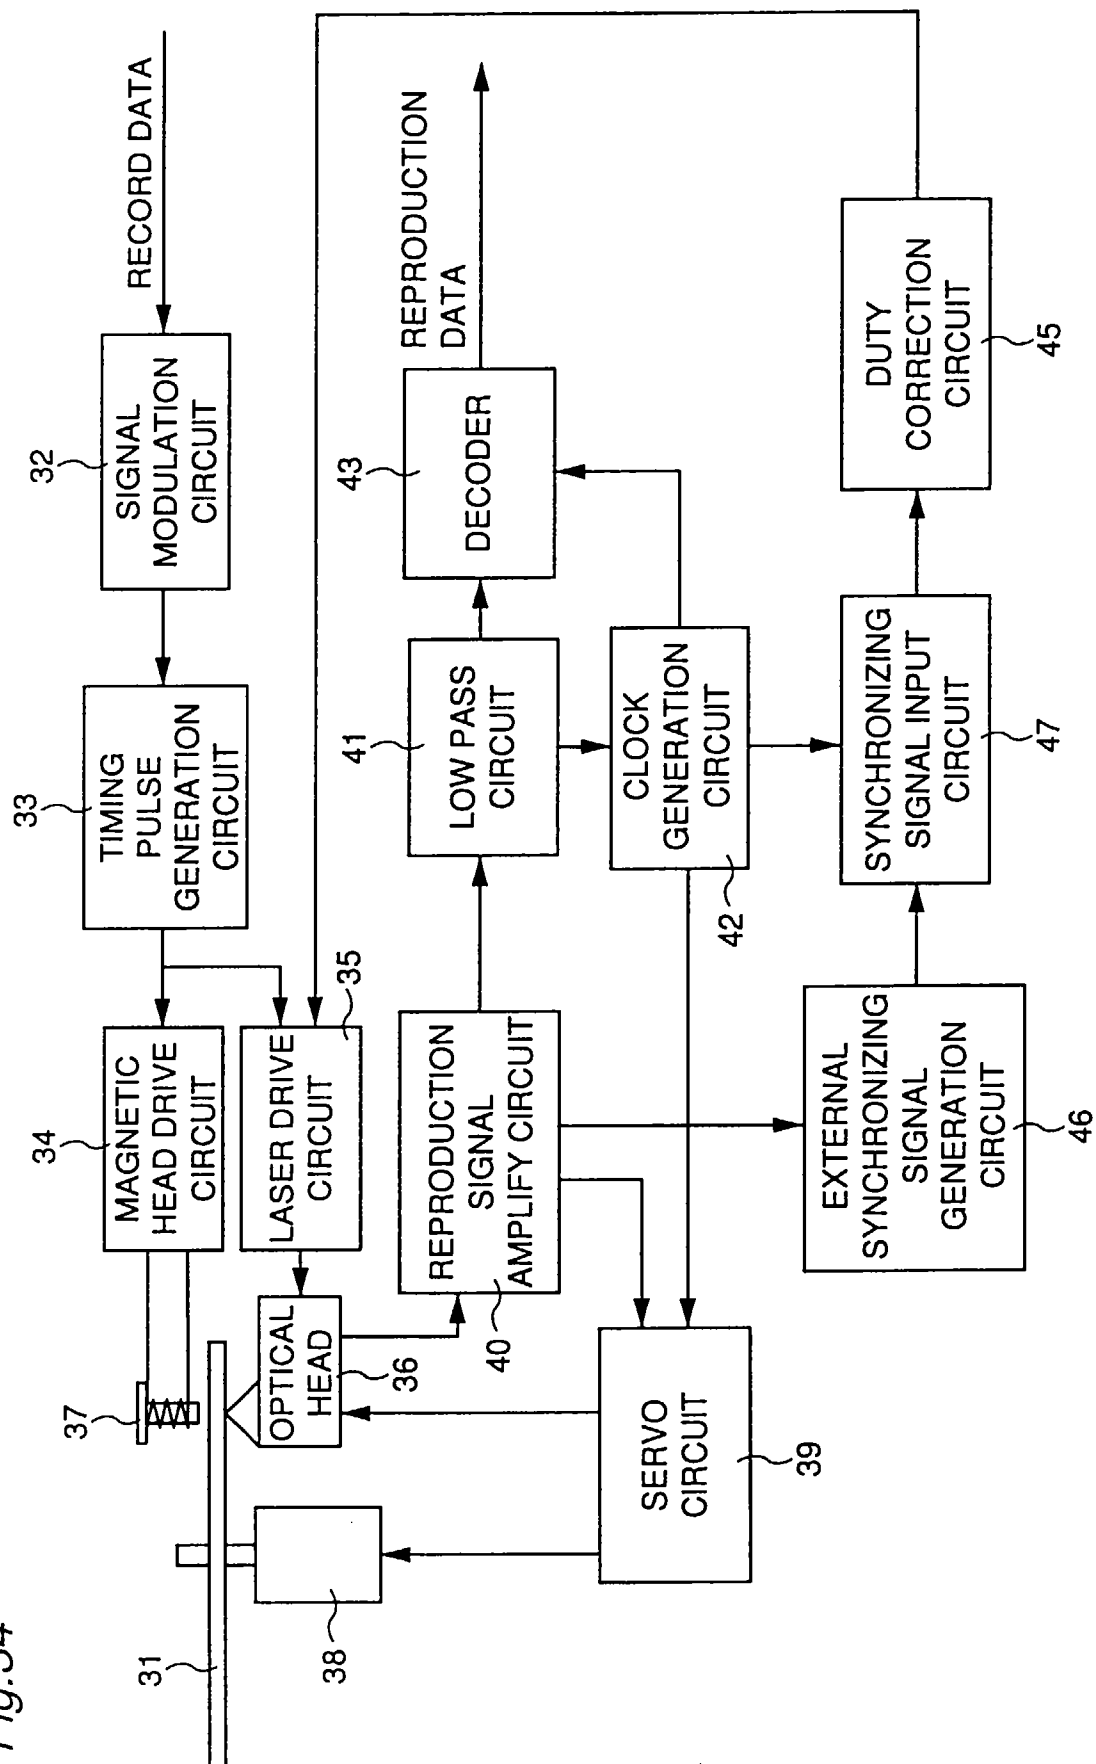 Fig.34
RECORD DATA
32
SIGNAL
MODULATION
CIRCUIT
33
TIMING
PULSE
GENERATION
CIRCUIT
34
MAGNETIC
HEAD DRIVE
CIRCUIT
35
LASER DRIVE
CIRCUIT
37
OPTICAL
HEAD
36
31
38
REPRODUCTION
DATA
43
DECODER
41
LOW PASS
CIRCUIT
REPRODUCTION
SIGNAL
AMPLIFY CIRCUIT
40
CLOCK
GENERATION
CIRCUIT
42
SERVO
CIRCUIT
39
DUTY
CORRECTION
CIRCUIT
45
SYNCHRONIZING
SIGNAL INPUT
CIRCUIT
47
EXTERNAL
SYNCHRONIZING
SIGNAL
GENERATION
CIRCUIT
46